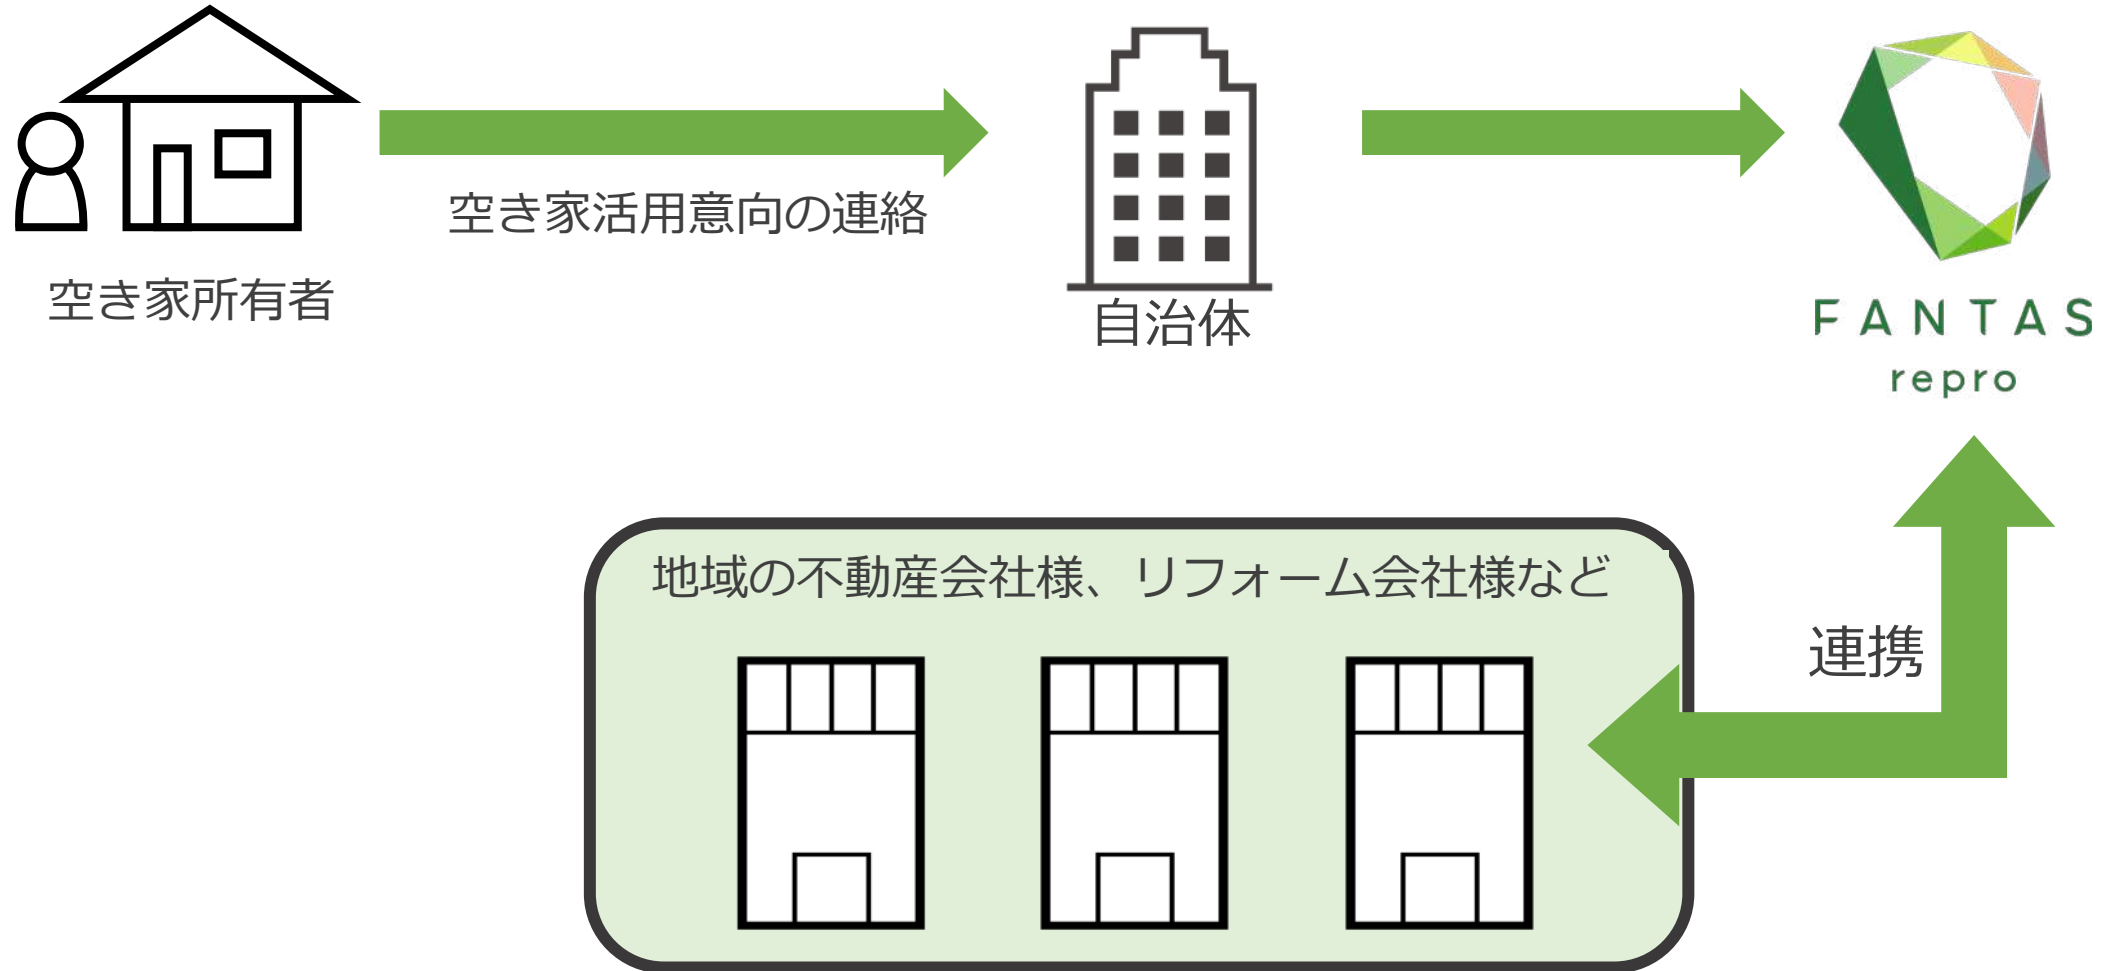 空き家活用意向の連絡
空き家所有者
自治体
FANTAS
repro
地域の不動産会社様、リフォーム会社様など
連携